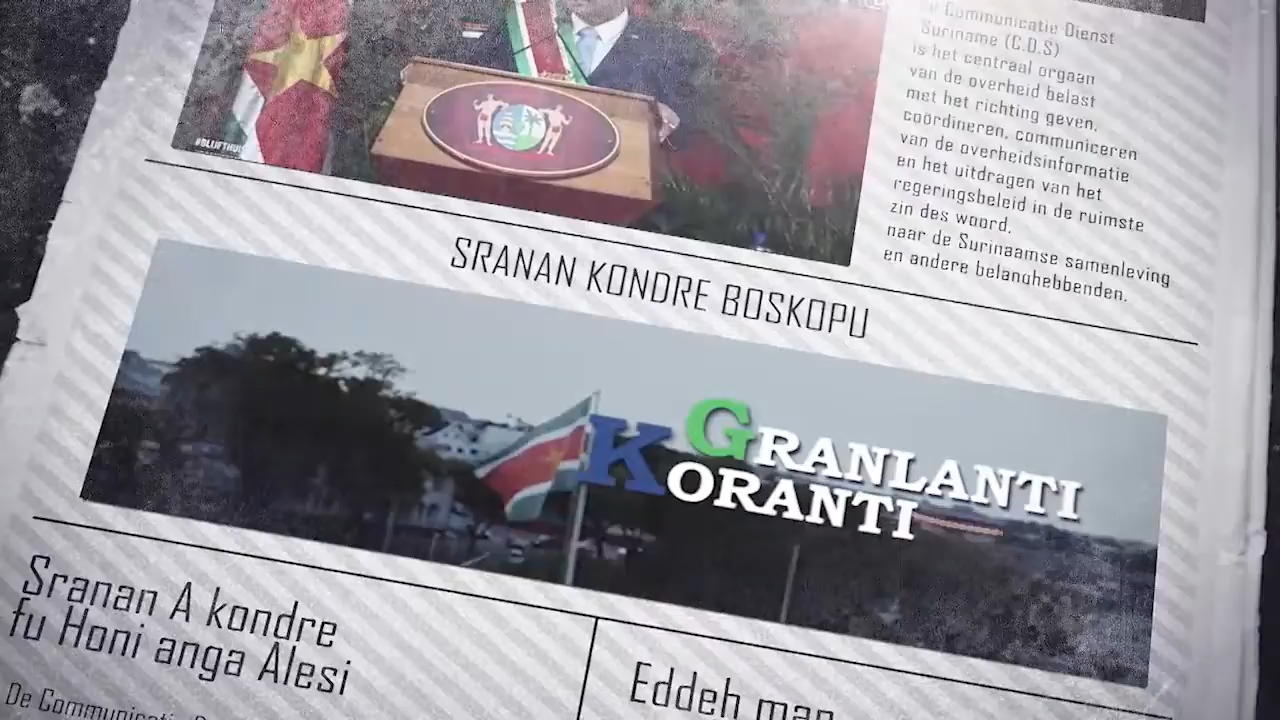 Communicatie Dienst
Suriname (C.D.S)
is het centraal orgaan
van de overheid belast
met het richting geven,
coördineren, communiceren
van de overheidsinformatie
en het uitdragen van het
regeringsbeleid in de ruimste
zin des woord.
naar de Surinaamse samenleving
en andere belanghebbenden.
SRANAN KONDRE BOSKOPU
GRANLANTI
KORANTI
Sranan A kondre
fu Honi anga Alesi
De Communicatie
Eddeh man